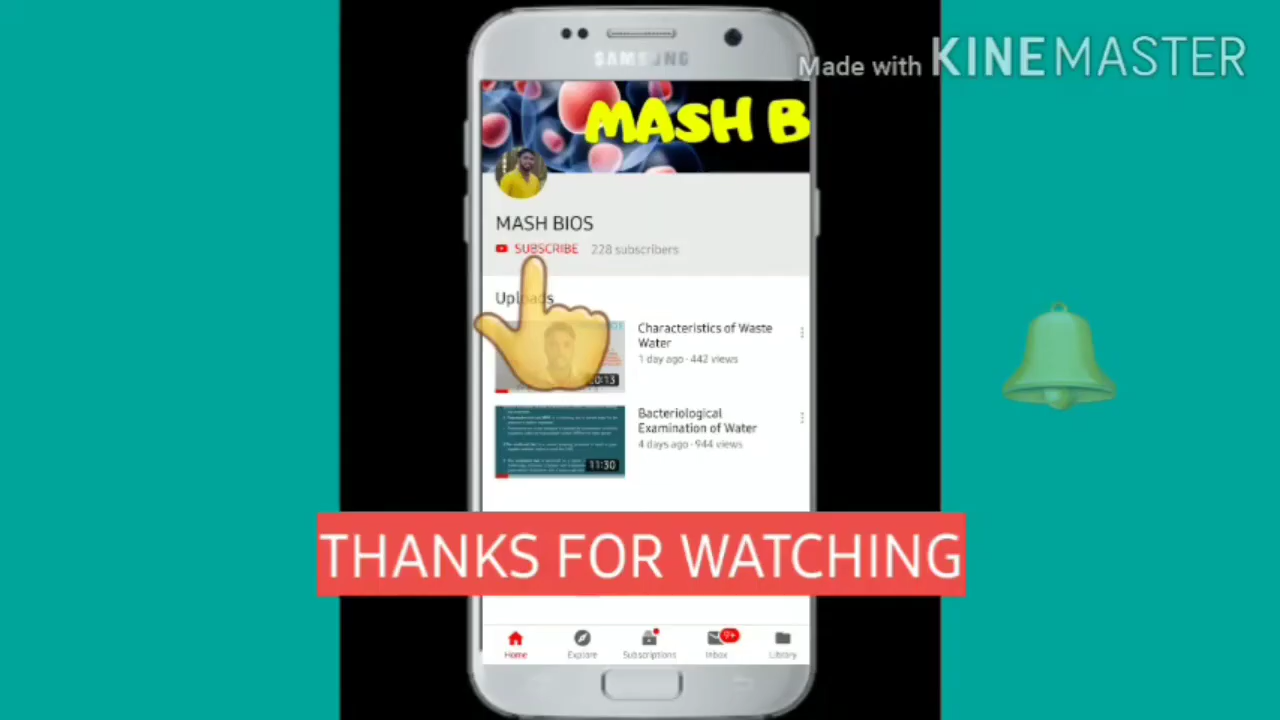 SAMSUNG
Made with KINEMASTER
MASH B
MASH BIOS
SUBSCRIBE 228 subscribers
Uploads
Characteristics of Waste
Water
1 day ago · 442 views
Bacteriological
Examination of Water
4 days ago · 944 views
11:30
THANKS FOR WATCHING
9+
Home Explore Subscriptions Inbox Library